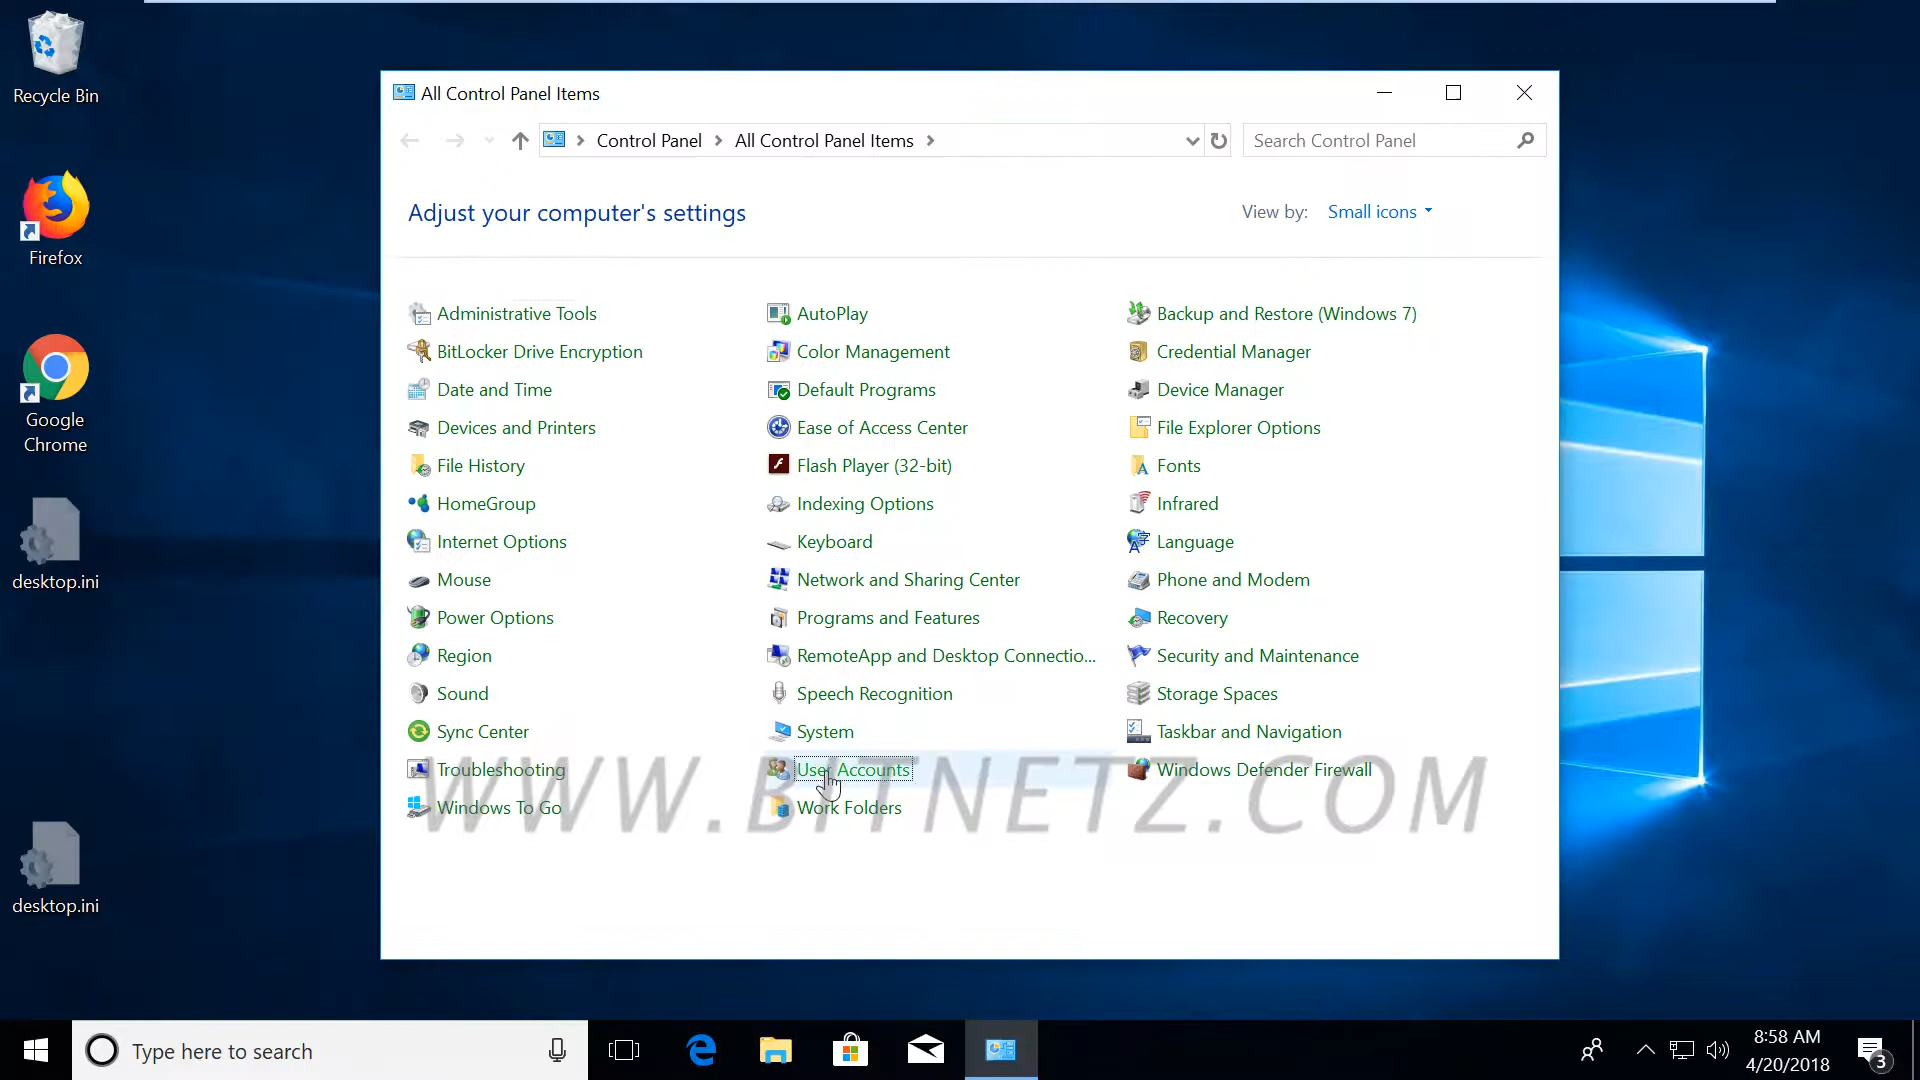 Recycle Bin
Firefox
Google
Chrome
desktop.ini
desktop.ini
All Control Panel Items
Control Panel
All Control Panel Items
Search Control Panel
Adjust your computer's settings
View by: Small icons
Administrative Tools
AutoPlay
Backup and Restore (Windows 7)
BitLocker Drive Encryption
Color Management
Credential Manager
Date and Time
Default Programs
Device Manager
Devices and Printers
Ease of Access Center
File Explorer Options
File History
Flash Player (32-bit)
Fonts
HomeGroup
Indexing Options
Infrared
Internet Options
Keyboard
Language
Mouse
Network and Sharing Center
Phone and Modem
Power Options
Programs and Features
Recovery
Region
RemoteApp and Desktop Connectio...
Security and Maintenance
Sound
Speech Recognition
Storage Spaces
Sync Center
System
Taskbar and Navigation
Troubleshooting
User Accounts
Windows Defender Firewall
Windows To Go
Work Folders
WWW.BITNETZ.COM
Type here to search
8:58 AM
4/20/2018
3